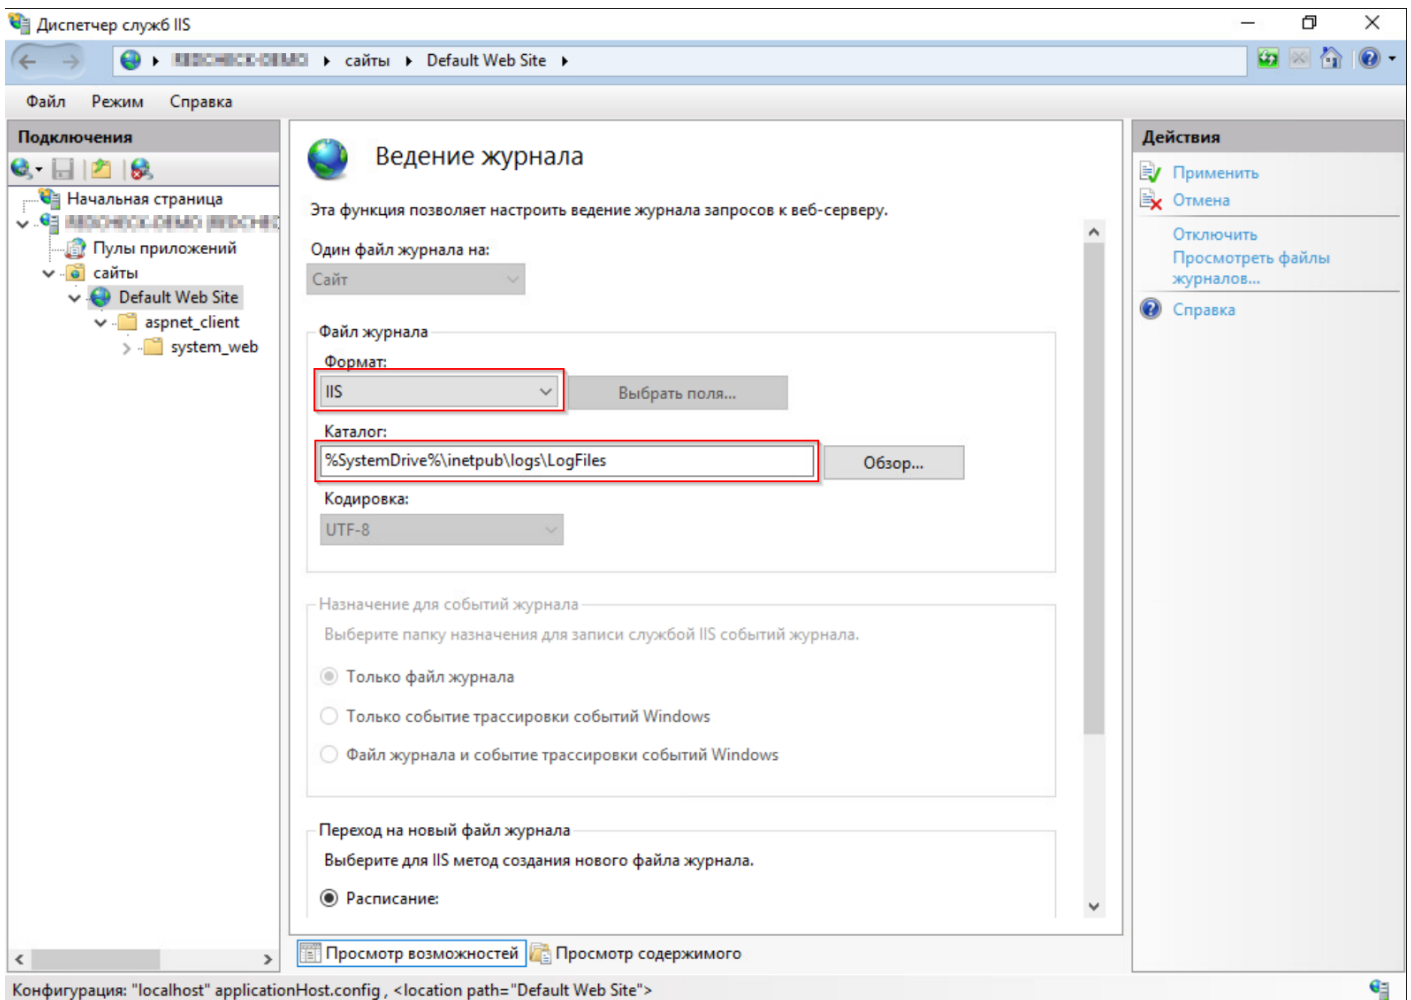 Диспетчер служб IIS
сайты Default Web Site
Файл Режим Справка
Подключения
Начальная страница
Пулы приложений
сайты
Default Web Site
aspnet_client
system_web
Ведение журнала
Эта функция позволяет настроить ведение журнала запросов к веб-серверу.
Один файл журнала на:
Сайт
Файл журнала
Формат:
IIS
Выбрать поля...
Каталог:
%SystemDrive%\inetpub\logs\LogFiles
Обзор...
Кодировка:
UTF-8
Назначение для событий журнала
Выберите папку назначения для записи службой IIS событий журнала.
Только файл журнала
Только событие трассировки событий Windows
Файл журнала и событие трассировки событий Windows
Переход на новый файл журнала
Выберите для IIS метод создания нового файла журнала.
Расписание:
Просмотр возможностей Просмотр содержимого
Действия
Применить
Отмена
Отключить
Просмотреть файлы
журналов...
Справка
Конфигурация: "localhost" applicationHost.config , <location path="Default Web Site">